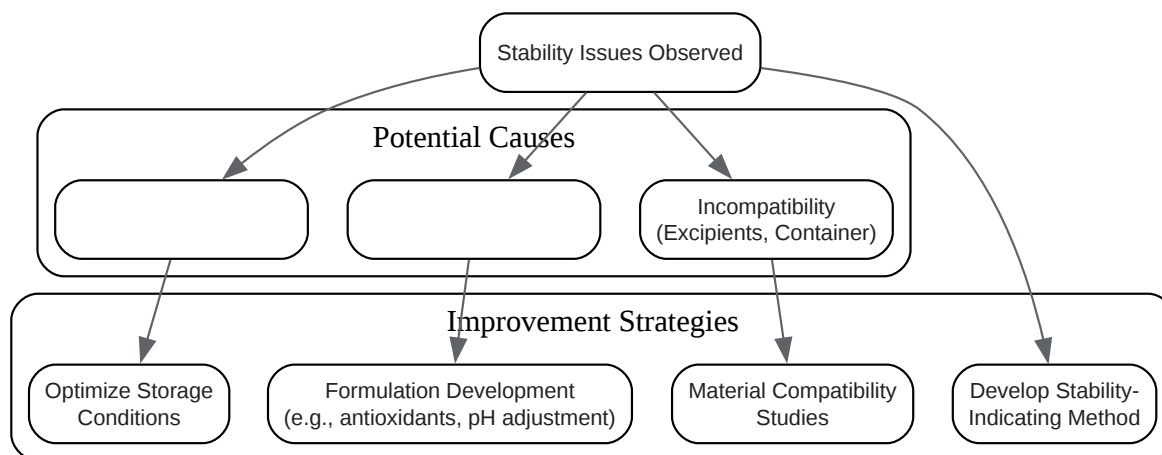 Stability Issues Observed
Potential Causes
Incompatibility
(Excipients, Container)
Improvement Strategies
Optimize Storage
Conditions
Formulation Development
(e.g., antioxidants, pH adjustment)
Material Compatibility
Studies
Develop Stability-
Indicating Method